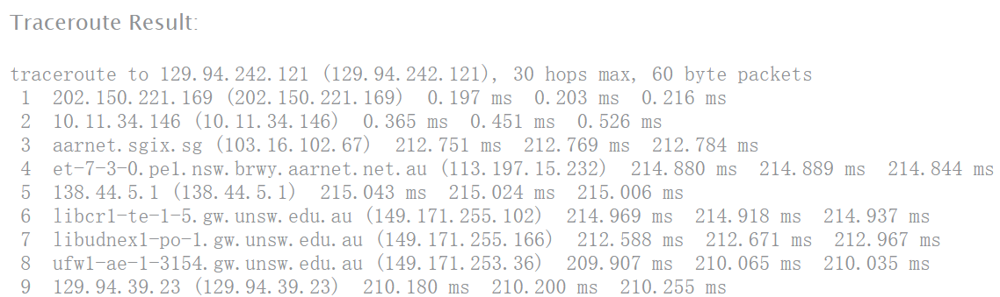 Traceroute Result:
traceroute to 129.94.242.121 (129.94.242.121), 30 hops max, 60 byte packets
1 202.150.221.169 (202.150.221.169) 0.197 ms 0.203 ms 0.216 ms
2 10.11.34.146 (10.11.34.146) 0.365 ms 0.451 ms 0.526 ms
3 aarnet.sgix.sg (103.16.102.67) 212.751 ms 212.769 ms 212.784 ms
4 et-7-3-0.pe1.nsw.brwy.aarnet.net.au (113.197.15.232) 214.880 ms 214.889 ms 214.844 ms
5 138.44.5.1 (138.44.5.1) 215.043 ms 215.024 ms 215.006 ms
6 libcr1-te-1-5.gw.unsw.edu.au (149.171.255.102) 214.969 ms 214.918 ms 214.937 ms
7 libudnex1-po-1.gw.unsw.edu.au (149.171.255.166) 212.588 ms 212.671 ms 212.967 ms
8 ufw1-ae-1-3154.gw.unsw.edu.au (149.171.253.36) 209.907 ms 210.065 ms 210.035 ms
9 129.94.39.23 (129.94.39.23) 210.180 ms 210.200 ms 210.255 ms